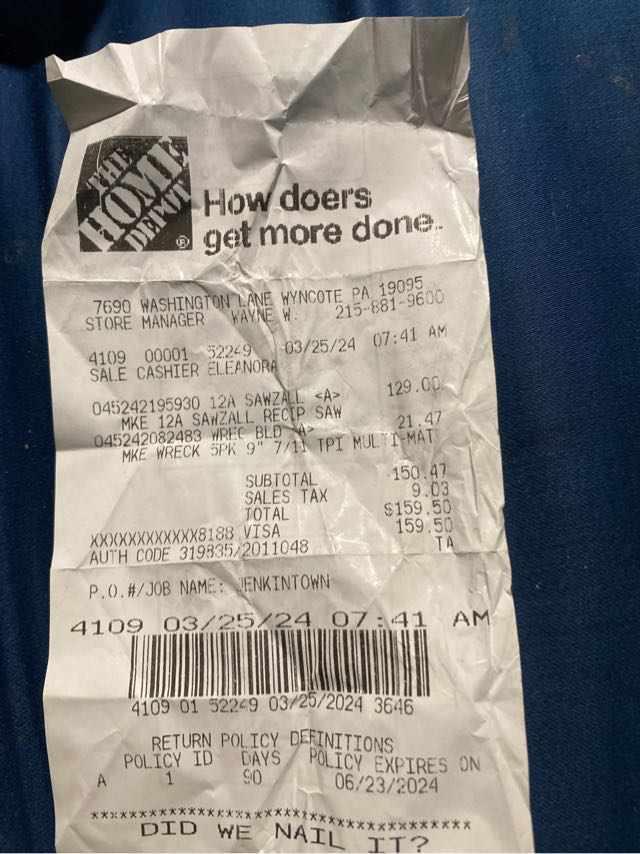 THE
HOME
DEPOT
®
How doers
get more done™
7690 WASHINGTON LANE WYNCOTE PA 19095
STORE MANAGER WAYNE W. 215-881-9600
4109 00001 52249 03/25/24 07:41 AM
SALE CASHIER ELEANORA
045242195930 12A SAWZALL <A> 129.00
MKE 12A SAWZALL RECIP SAW
045242082483 WREC BLD <A> 21.47
MKE WRECK 5PK 9" 7/11 TPI MULTI-MAT
SUBTOTAL 150.47
SALES TAX 9.03
TOTAL $159.50
XXXXXXXXXXXX8188 VISA 159.50
AUTH CODE 319835/2011048 TA
P.O.#/JOB NAME: JENKINTOWN
4109 03/25/24 07:41 AM
4109 01 52249 03/25/2024 3646
RETURN POLICY DEFINITIONS
POLICY ID DAYS POLICY EXPIRES ON
A 1 90 06/23/2024
***********************************
DID WE NAIL IT?